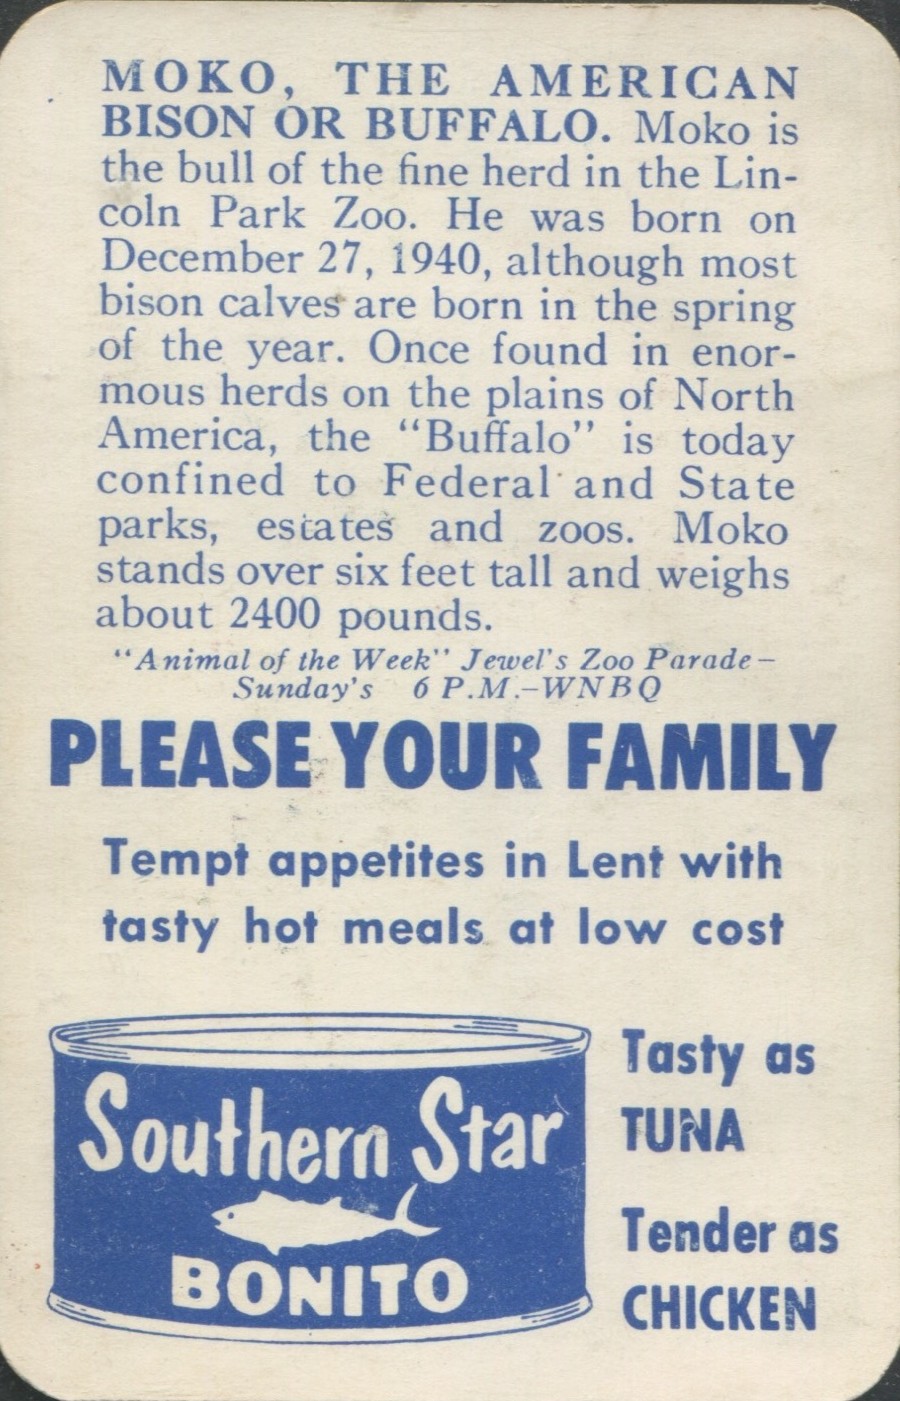 MOKO, THE AMERICAN
BISON OR BUFFALO. Moko is
the bull of the fine herd in the Lin-
coln Park Zoo. He was born on
December 27, 1940, although most
bison calves are born in the spring
of the year. Once found in enor-
mous herds on the plains of North
America, the "Buffalo" is today
confined to Federal and State
parks, estates and zoos. Moko
stands over six feet tall and weighs
about 2400 pounds.
"Animal of the Week" Jewel's Zoo Parade–
Sunday's 6 P.M.–WNBQ
PLEASE YOUR FAMILY
Tempt appetites in Lent with
tasty hot meals at low cost
Southern Star
BONITO
Tasty as
TUNA
Tender as
CHICKEN